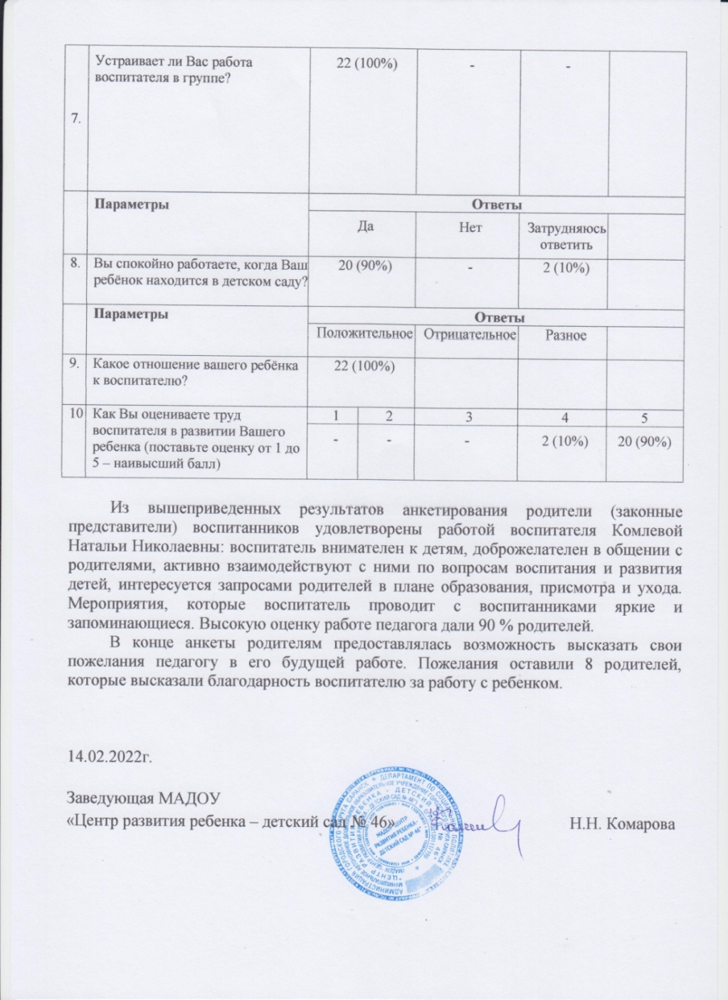 Устраивает ли Вас работа 22 (100%) - -
воспитателя в группе?
7.
Параметры Ответы
Да Нет Затрудняюсь
ответить
8. Вы спокойно работаете, когда Ваш 20 (90%) - 2 (10%)
ребёнок находится в детском саду?
Параметры Ответы
Положительное Отрицательное Разное
9. Какое отношение вашего ребёнка 22 (100%)
к воспитателю?
10 Как Вы оцениваете труд 1 2 3 4 5
воспитателя в развитии Вашего - - - 2 (10%) 20 (90%)
ребенка (поставьте оценку от 1 до
5 – наивысший балл)
Из вышеприведенных результатов анкетирования родители (законные
представители) воспитанников удовлетворены работой воспитателя Комлевой
Натальи Николаевны: воспитатель внимателен к детям, доброжелателен в общении с
родителями, активно взаимодействуют с ними по вопросам воспитания и развития
детей, интересуется запросами родителей в плане образования, присмотра и ухода.
Мероприятия, которые воспитатель проводит с воспитанниками яркие и
запоминающиеся. Высокую оценку работе педагога дали 90 % родителей.
В конце анкеты родителям предоставлялась возможность высказать свои
пожелания педагогу в его будущей работе. Пожелания оставили 8 родителей,
которые высказали благодарность воспитателю за работу с ребенком.
14.02.2022г.
Заведующая МАДОУ
«Центр развития ребенка – детский сад № 46» Н.Н. Комарова
МАДОУ "ЦЕНТР
РАЗВИТИЯ РЕБЕНКА -
ДЕТСКИЙ САД № 46"